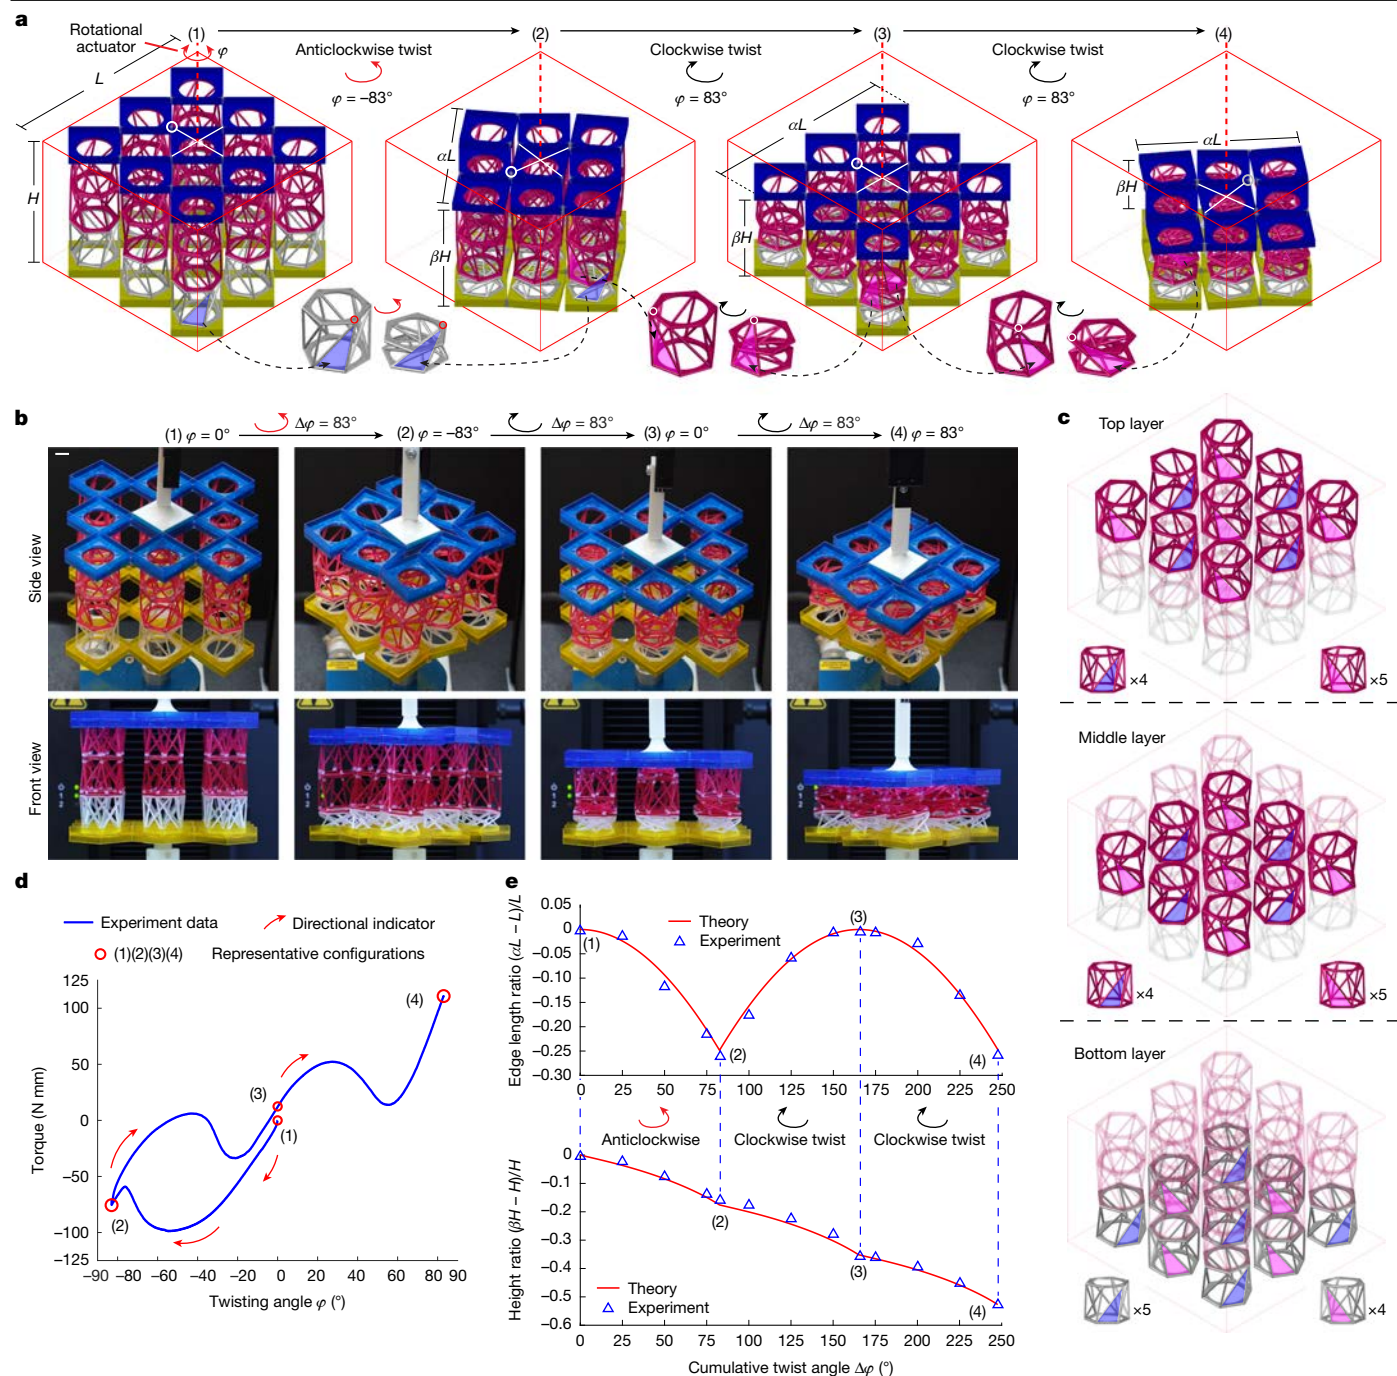 a
Rotational
actuator
(1)
φ
L
H
Anticlockwise twist
φ = −83°
(2)
αL
βH
Clockwise twist
φ = 83°
(3)
αL
βH
Clockwise twist
φ = 83°
(4)
αL
βH
b
(1) φ = 0°
Δφ = 83°
(2) φ = −83°
Δφ = 83°
(3) φ = 0°
Δφ = 83°
(4) φ = 83°
Side view
Front view
c
Top layer
×4
×5
Middle layer
×4
×5
Bottom layer
×5
×4
d
Experiment data
Directional indicator
(1)(2)(3)(4)
Representative configurations
Torque (N mm)
125
100
50
0
−50
−100
−125
(4)
(3)
(1)
(2)
−90 −80 −60 −40 −20 0 20 40 60 80 90
Twisting angle φ (°)
e
Edge length ratio (αL − L)/L
0.05
0
−0.05
−0.10
−0.15
−0.20
−0.25
−0.30
Theory
Experiment
(1)
(2)
(3)
(4)
0 25 50 75 100 125 150 175 200 225 250
Anticlockwise
Clockwise twist
Clockwise twist
Height ratio (βH − H)/H
0
−0.1
−0.2
−0.3
−0.4
−0.5
−0.6
(2)
(3)
(4)
Theory
Experiment
0 25 50 75 100 125 150 175 200 225 250
Cumulative twist angle Δφ (°)